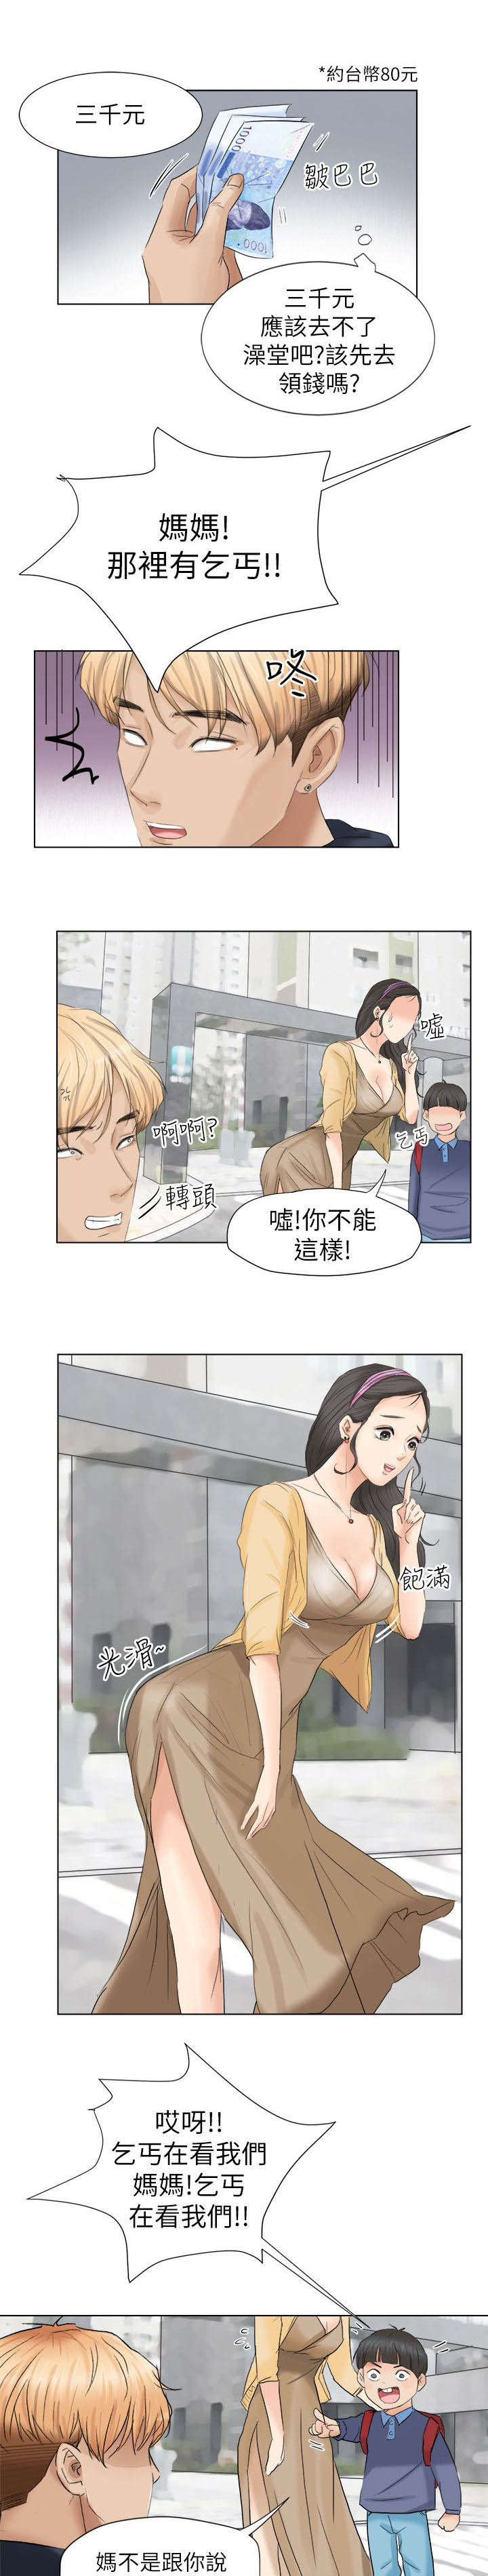 *約台幣80元
三千元
1000
1000
皺巴巴
三千元
應該去不了
澡堂吧?該先去
領錢嗎?
媽媽!
那裡有乞丐!!
咚
噓
啊啊?
乞丐
轉頭
噓!你不能
這樣!
飽滿
光滑~
哎呀!!
乞丐在看我們
媽媽!乞丐
在看我們!!
媽不是跟你說